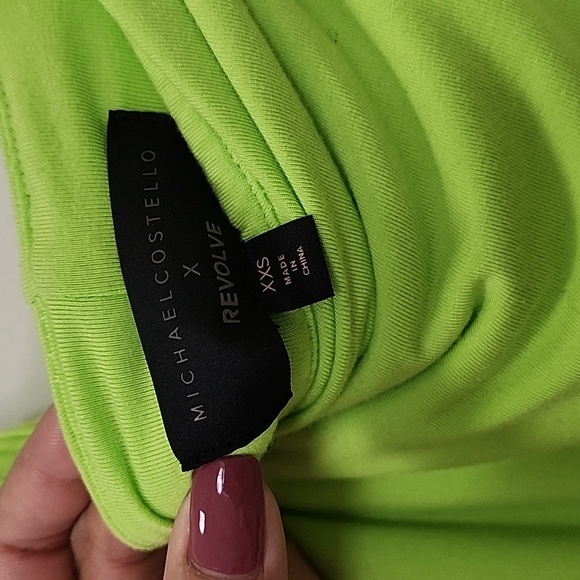 MICHAELCOSTELLO
X
REVOLVE
XXS
MADE
IN
CHINA